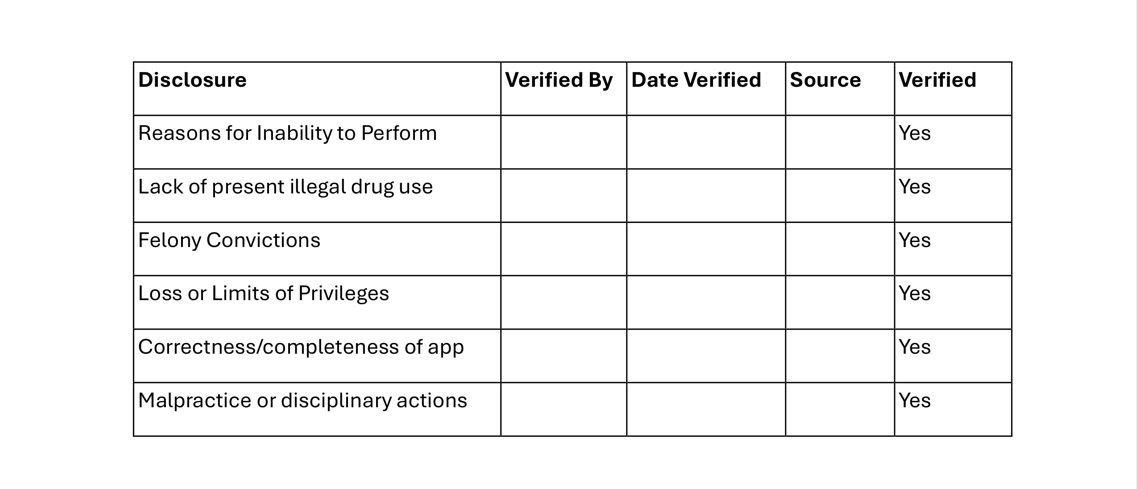 Disclosure Verified By Date Verified Source Verified
Reasons for Inability to Perform Yes
Lack of present illegal drug use Yes
Felony Convictions Yes
Loss or Limits of Privileges Yes
Correctness/completeness of app Yes
Malpractice or disciplinary actions Yes